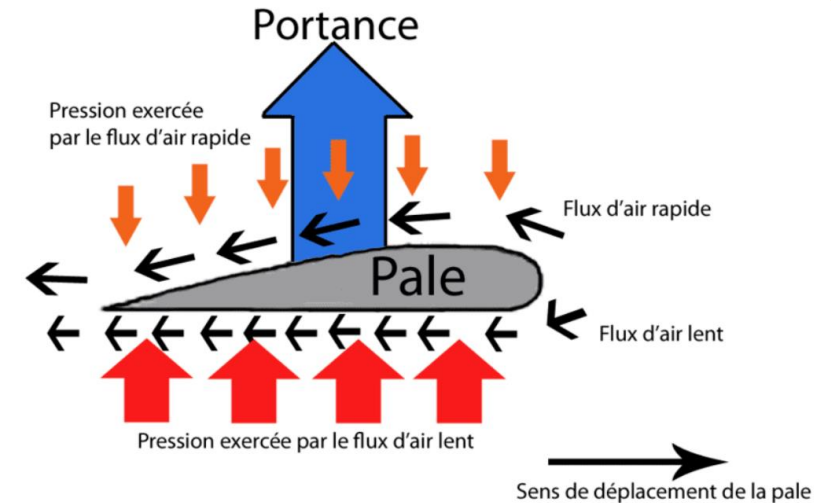 Portance
Pression exercée
par le flux d'air rapide
Flux d'air rapide
Pale
Flux d'air lent
Pression exercée par le flux d'air lent
Sens de déplacement de la pale